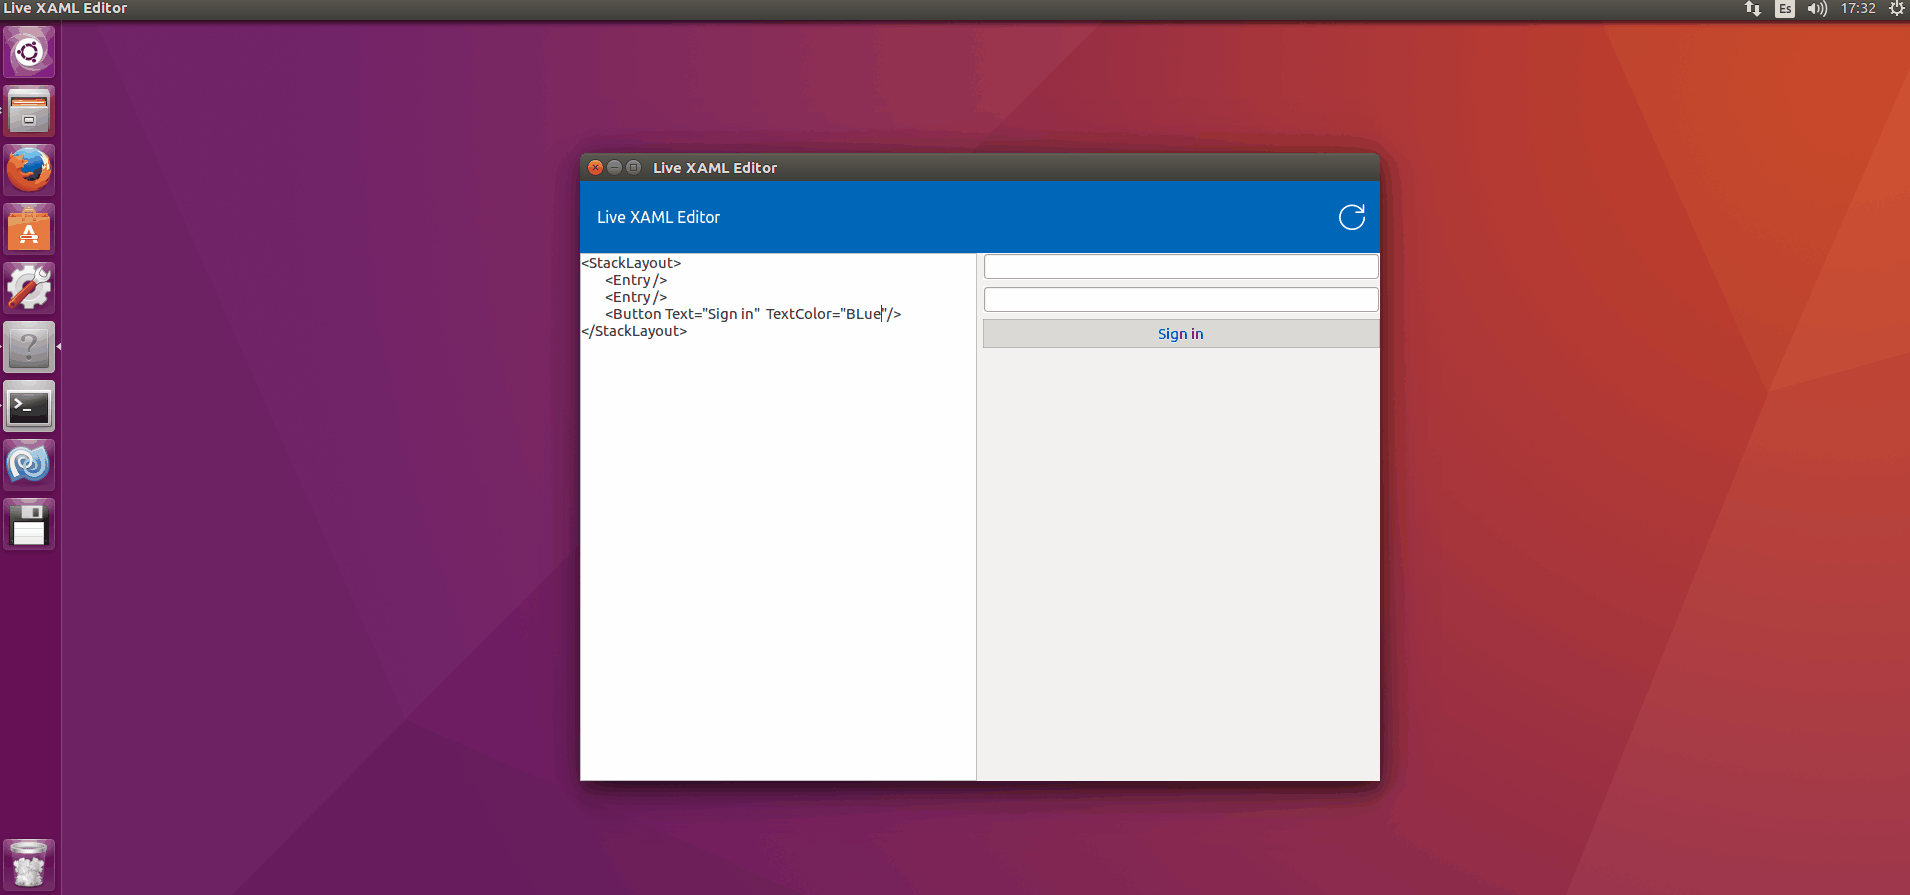 Live XAML Editor
Es 17:32
Live XAML Editor
Live XAML Editor
<StackLayout>
<Entry/>
<Entry/>
<Button Text="Sign in" TextColor="BLue"/>
</StackLayout>
Sign in